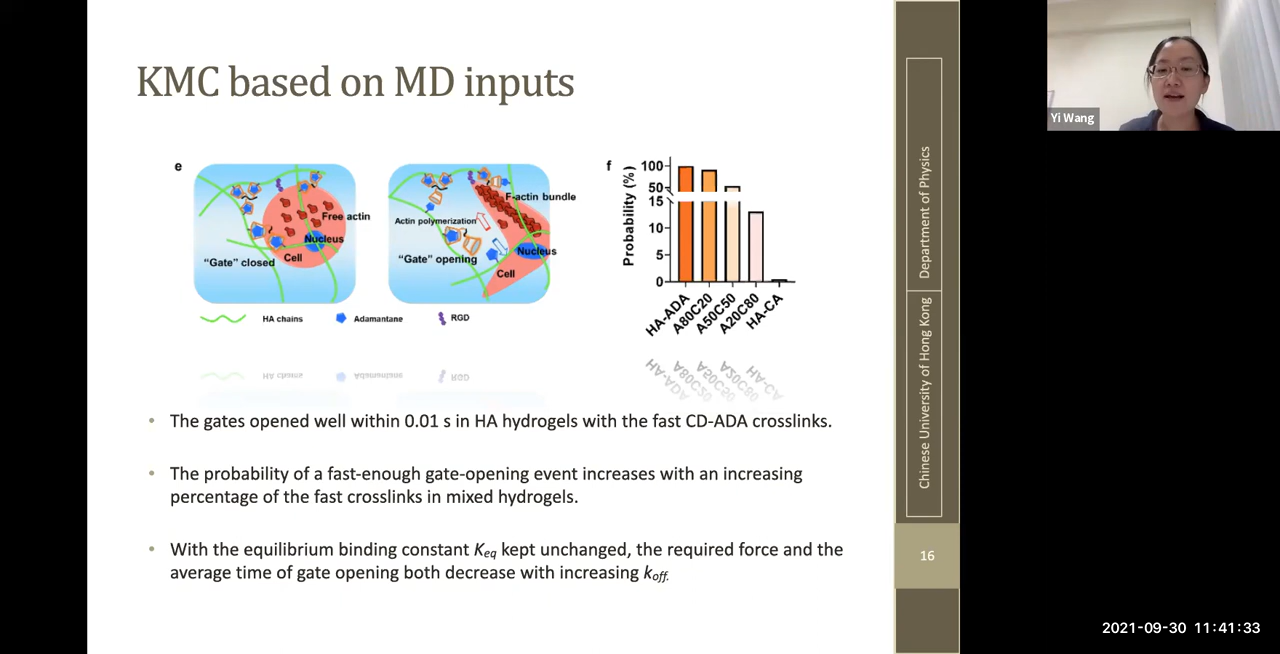 KMC based on MD inputs
e
Free actin
Nucleus
Cell
“Gate” closed
F-actin bundle
Actin polymerization
“Gate” opening
Nucleus
Cell
HA chains
Adamantane
RGD
f
Probability (%)
100
50
15
10
5
0
HA-ADA
A80C20
A50C50
A20C80
HA-CA
• The gates opened well within 0.01 s in HA hydrogels with the fast CD-ADA crosslinks.
• The probability of a fast-enough gate-opening event increases with an increasing
percentage of the fast crosslinks in mixed hydrogels.
• With the equilibrium binding constant Keq kept unchanged, the required force and the
average time of gate opening both decrease with increasing koff.
Chinese University of Hong Kong
Department of Physics
16
Yi Wang
2021-09-30 11:41:33